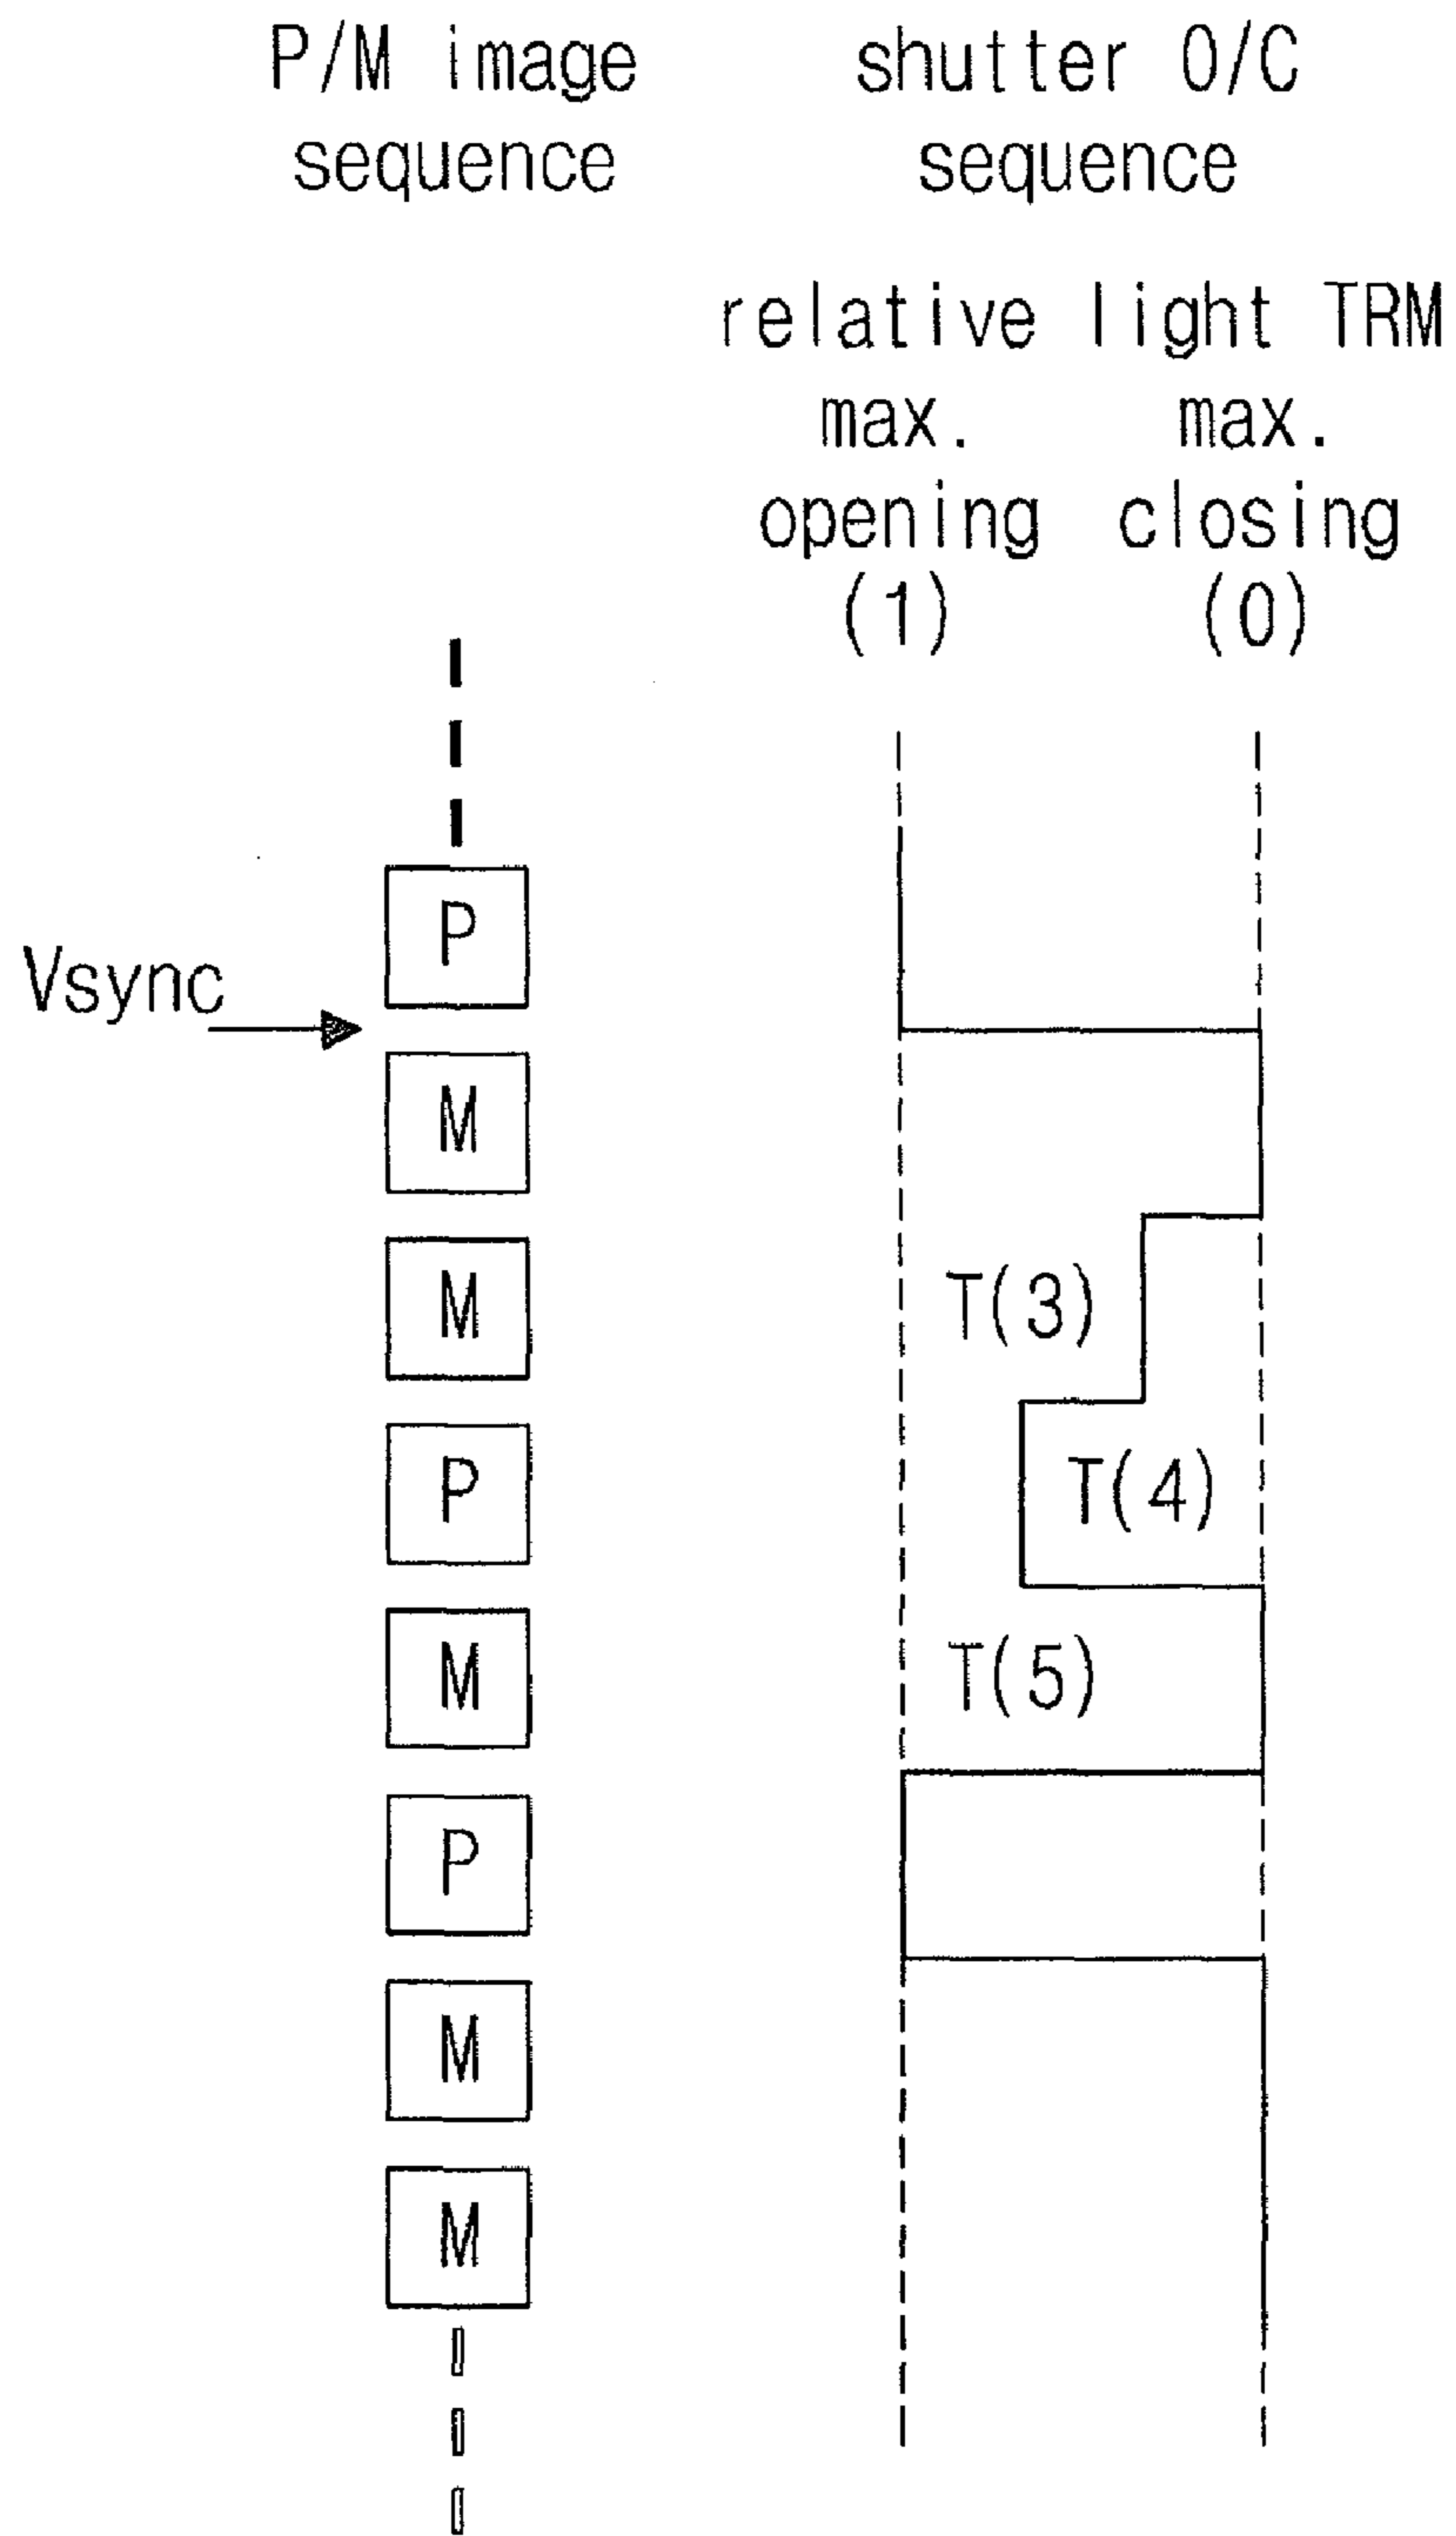 P/M image
sequence
shutter O/C
sequence
relative light TRM
max.
opening
(1)
max.
closing
(0)
P
Vsync
M
M
T(3)
P
T(4)
M
T(5)
P
M
M